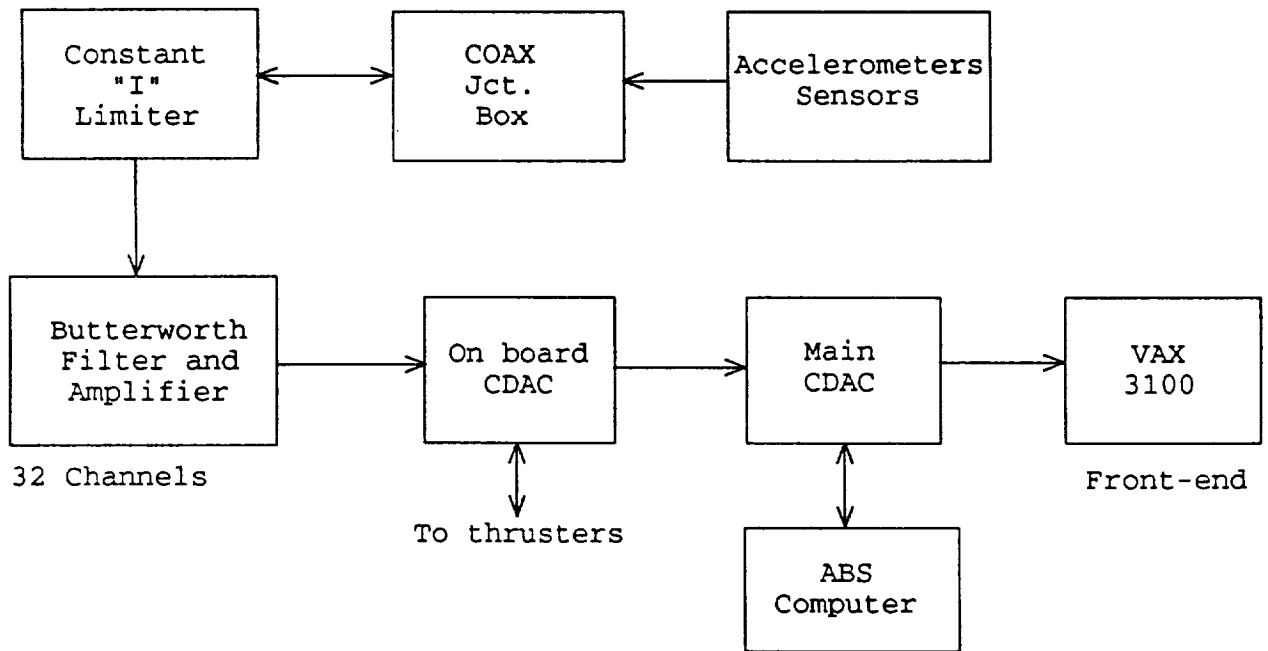 Constant
"I"
Limiter
COAX
Jct.
Box
Accelerometers
Sensors
Butterworth
Filter and
Amplifier
On board
CDAC
Main
CDAC
VAX
3100
32 Channels
To thrusters
Front-end
ABS
Computer